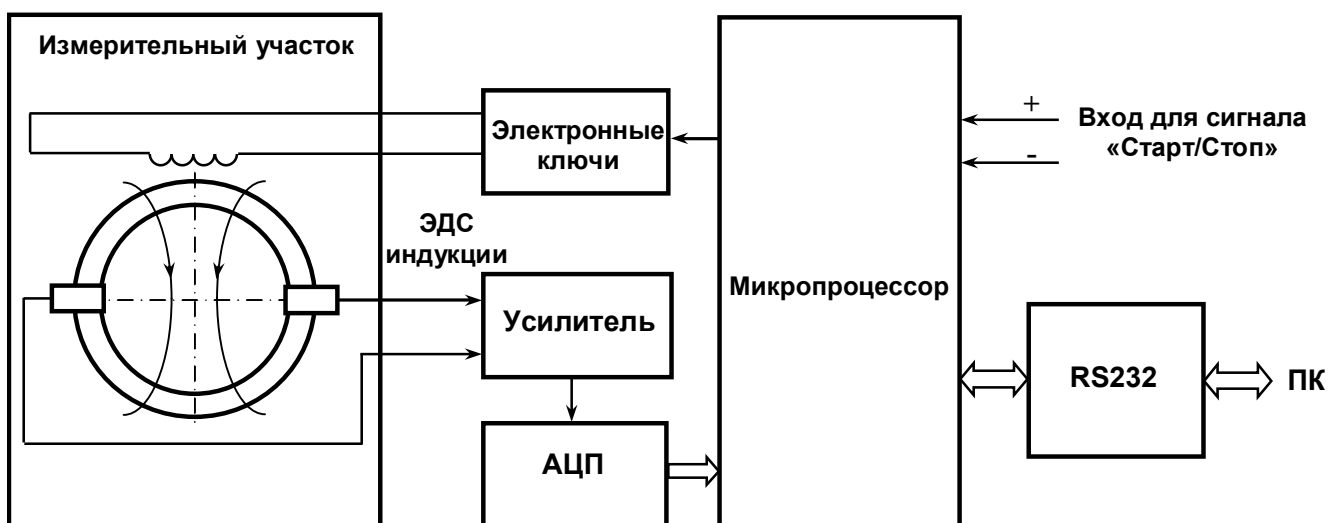 Измерительный участок
Электронные
ключи
+
-
Вход для сигнала
«Старт/Стоп»
ЭДС
индукции
Микропроцессор
Усилитель
RS232
ПК
АЦП